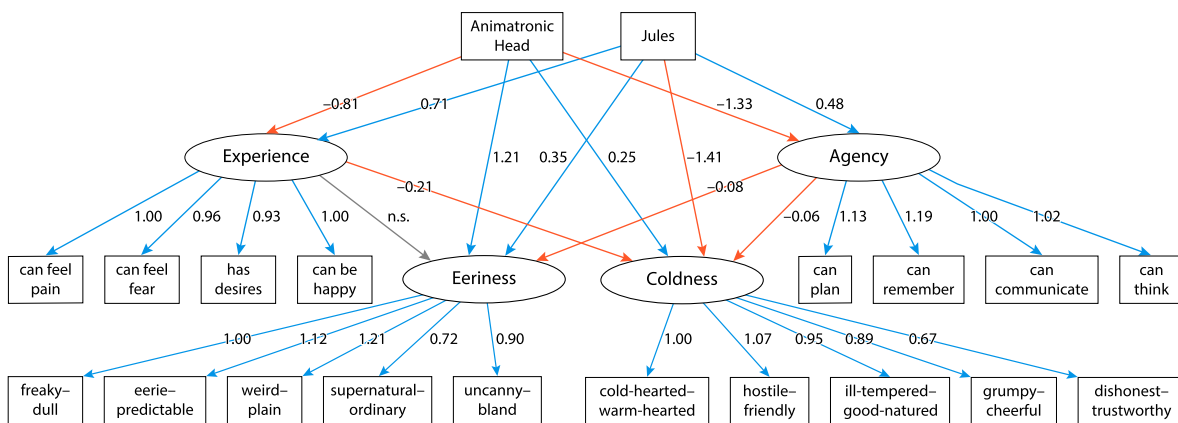 Animatronic
Head
Jules
–0.81
0.71
–1.33
0.48
Experience
1.21
0.35
0.25
–1.41
Agency
–0.21
–0.08
1.00
0.96
0.93
1.00
n.s.
–0.06
1.13
1.19
1.00
1.02
can feel
pain
can feel
fear
has
desires
can be
happy
Eeriness
Coldness
can
plan
can
remember
can
communicate
can
think
1.00
1.12
1.21
0.72
0.90
1.00
1.07
0.95
0.89
0.67
freaky–
dull
eerie–
predictable
weird–
plain
supernatural–
ordinary
uncanny–
bland
cold-hearted–
warm-hearted
hostile–
friendly
ill-tempered–
good-natured
grumpy–
cheerful
dishonest–
trustworthy